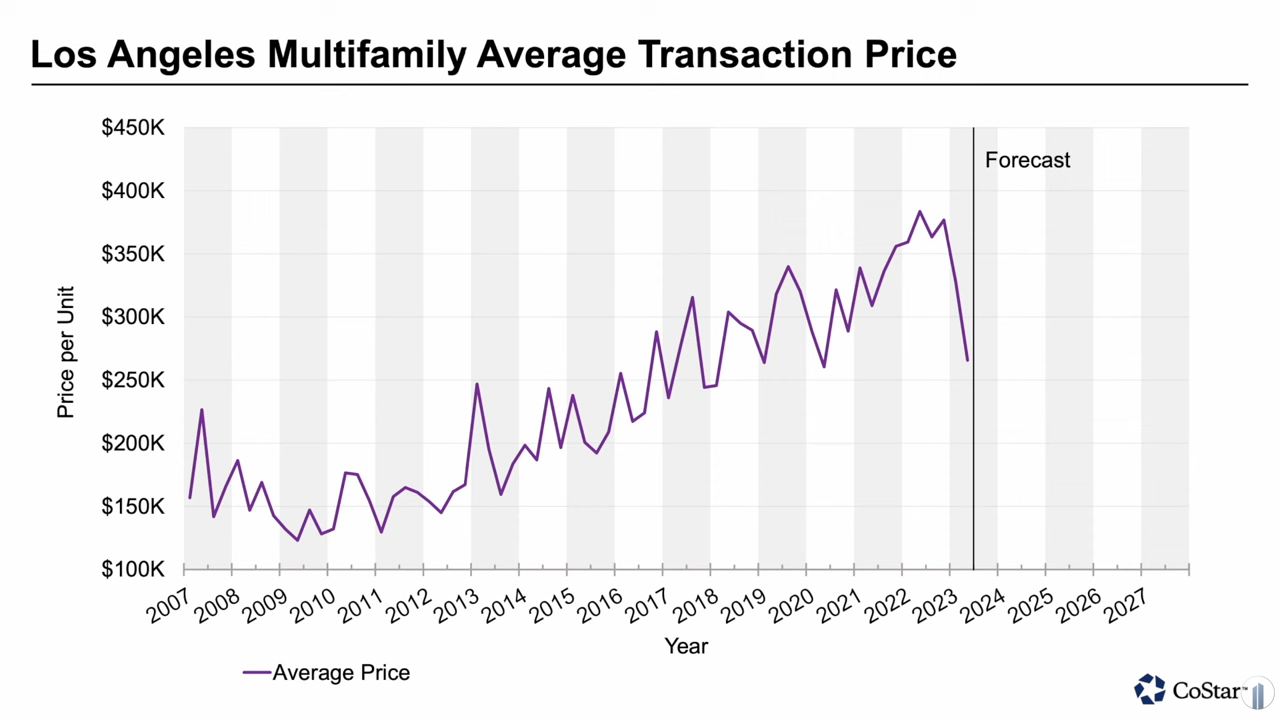 Los Angeles Multifamily Average Transaction Price
$450K
$400K
$350K
$300K
$250K
$200K
$150K
$100K
Price per Unit
Forecast
2007 2008 2009 2010 2011 2012 2013 2014 2015 2016 2017 2018 2019 2020 2021 2022 2023 2024 2025 2026 2027
Year
Average Price
CoStar™